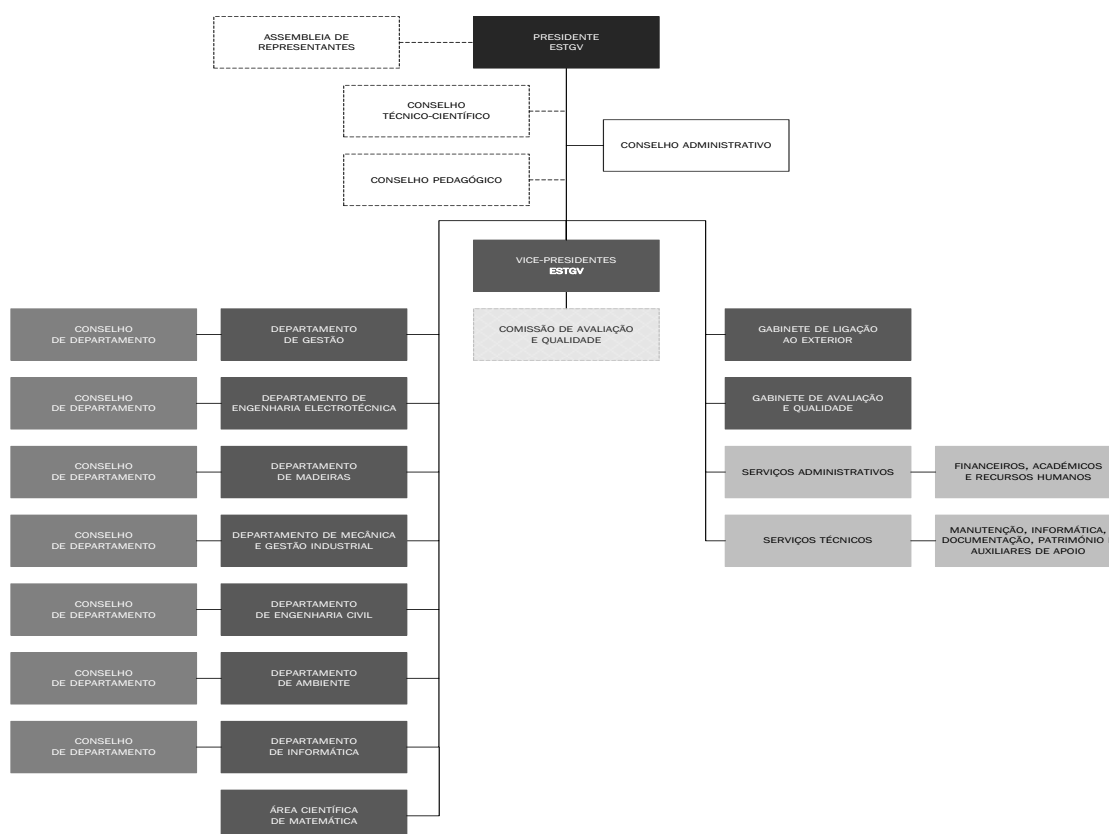 ASSEMBLEIA DE
REPRESENTANTES
PRESIDENTE
ESTGV
CONSELHO
TÉCNICO-CIENTÍFICO
CONSELHO ADMINISTRATIVO
CONSELHO PEDAGÓGICO
VICE-PRESIDENTES
ESTGV
COMISSÃO DE AVALIAÇÃO
E QUALIDADE
CONSELHO
DE DEPARTAMENTO
DEPARTAMENTO
DE GESTÃO
GABINETE DE LIGAÇÃO
AO EXTERIOR
CONSELHO
DE DEPARTAMENTO
DEPARTAMENTO DE
ENGENHARIA ELECTROTÉCNICA
GABINETE DE AVALIAÇÃO
E QUALIDADE
CONSELHO
DE DEPARTAMENTO
DEPARTAMENTO
DE MADEIRAS
SERVIÇOS ADMINISTRATIVOS
FINANCEIROS, ACADÉMICOS
E RECURSOS HUMANOS
CONSELHO
DE DEPARTAMENTO
DEPARTAMENTO DE MECÂNICA
E GESTÃO INDUSTRIAL
SERVIÇOS TÉCNICOS
MANUTENÇÃO, INFORMÁTICA,
DOCUMENTAÇÃO, PATRIMÓNIO
AUXILIARES DE APOIO
CONSELHO
DE DEPARTAMENTO
DEPARTAMENTO
DE ENGENHARIA CIVIL
CONSELHO
DE DEPARTAMENTO
DEPARTAMENTO
DE AMBIENTE
CONSELHO
DE DEPARTAMENTO
DEPARTAMENTO
DE INFORMÁTICA
ÁREA CIENTÍFICA
DE MATEMÁTICA